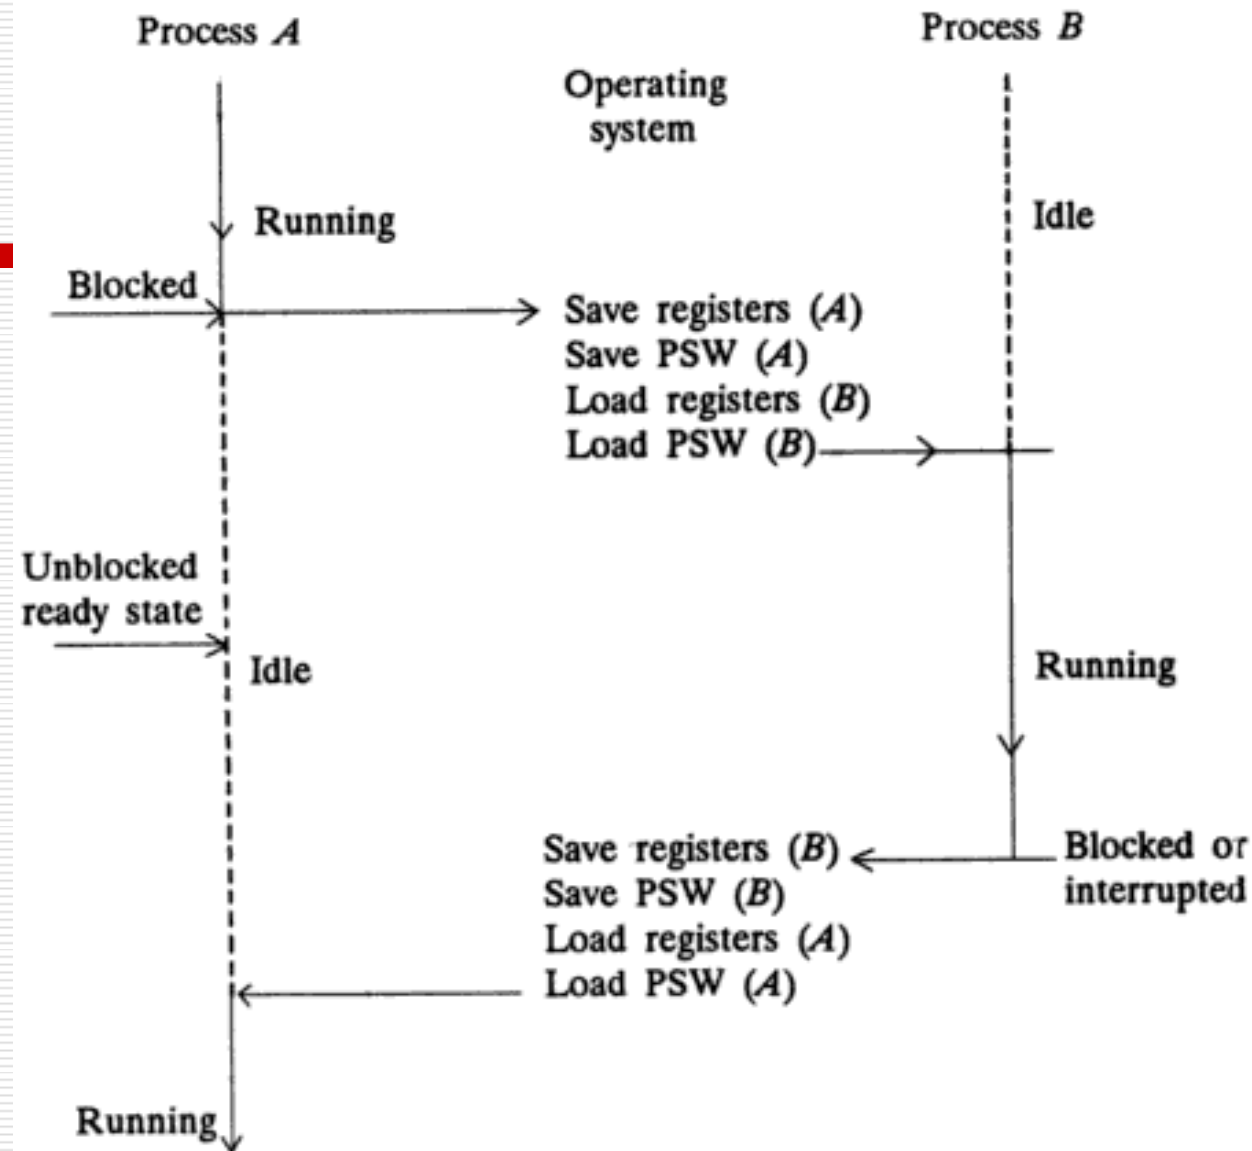 Process A
Process B
Operating
system
Running
Idle
Blocked
Save registers (A)
Save PSW (A)
Load registers (B)
Load PSW (B)
Unblocked
ready state
Idle
Running
Save registers (B)
Save PSW (B)
Load registers (A)
Load PSW (A)
Blocked or
interrupted
Running